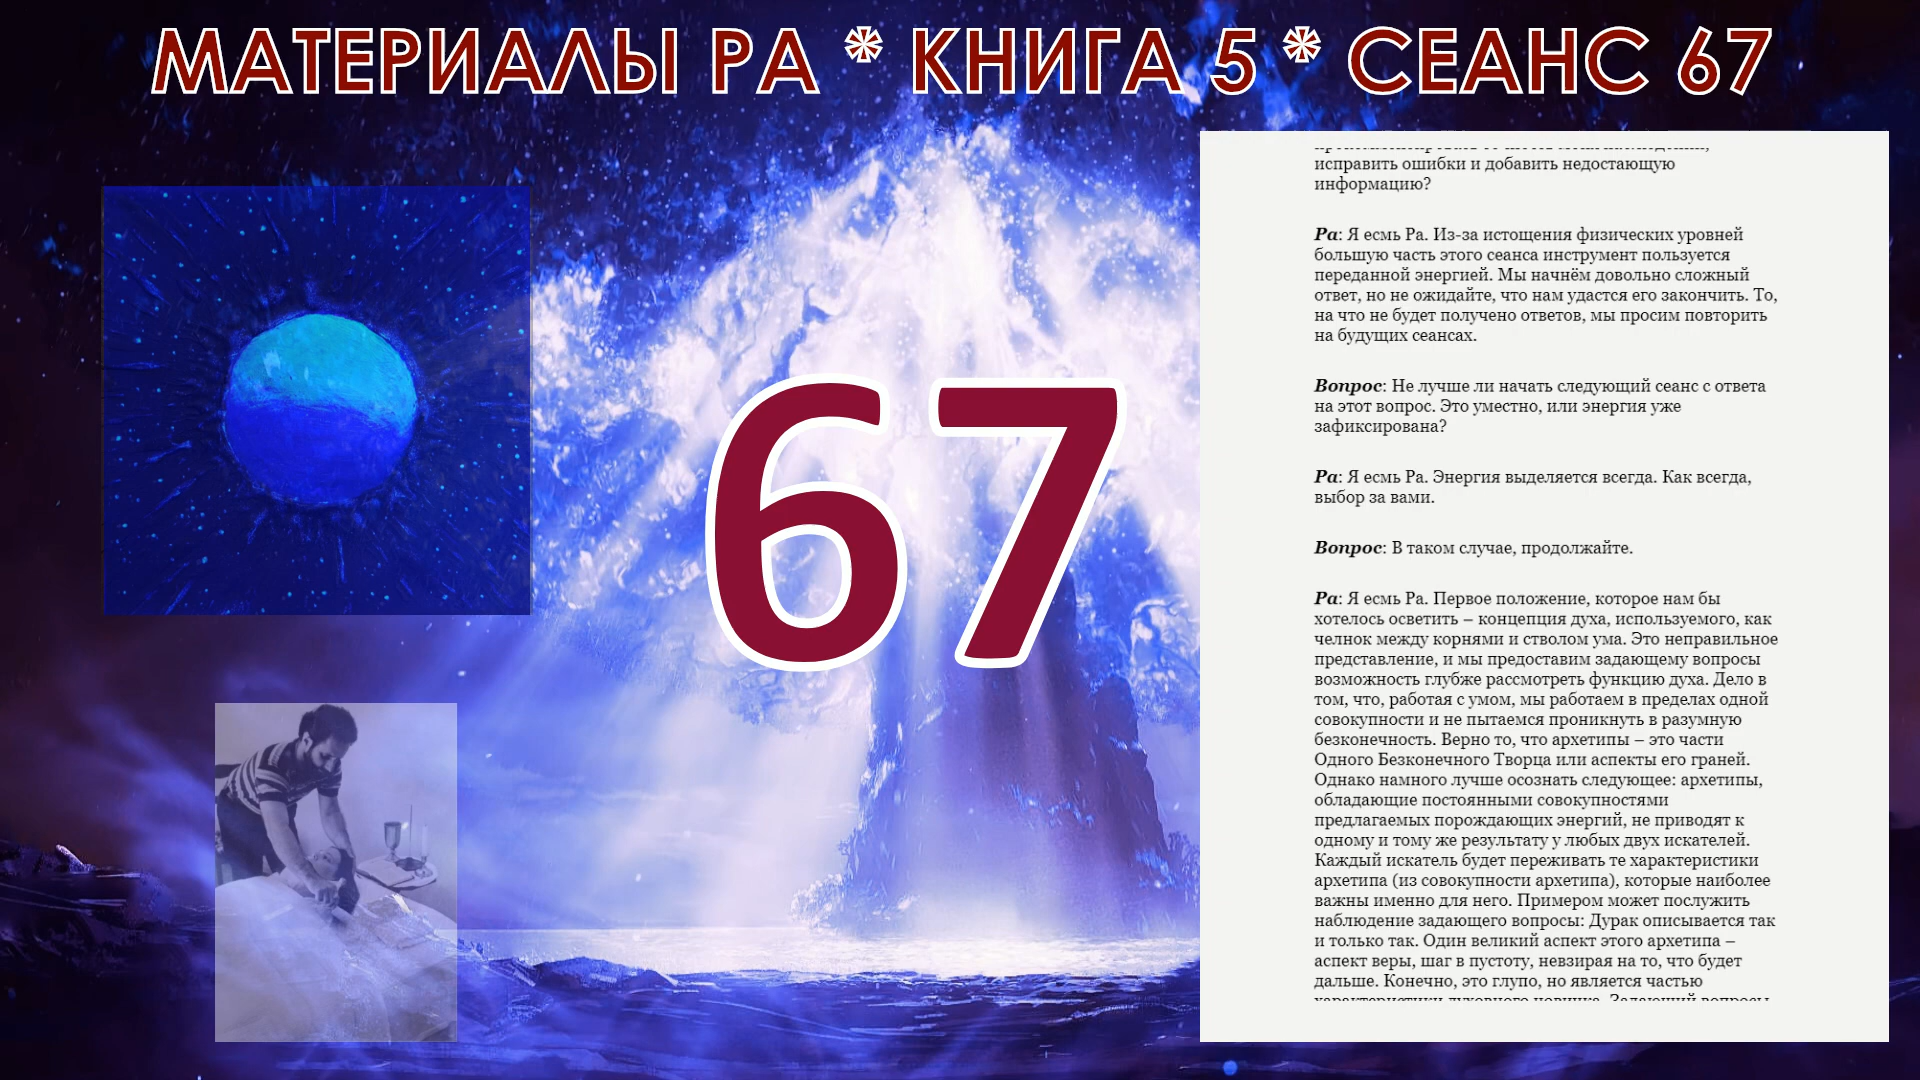 МАТЕРИАЛЫ РА * КНИГА 5 * СЕАНС 67
67
исправить ошибки и добавить недостающую
информацию?
Ра: Я есмь Ра. Из-за истощения физических уровней
большую часть этого сеанса инструмент пользуется
переданной энергией. Мы начнём довольно сложный
ответ, но не ожидайте, что нам удастся его закончить. То,
на что не будет получено ответов, мы просим повторить
на будущих сеансах.
Вопрос: Не лучше ли начать следующий сеанс с ответа
на этот вопрос. Это уместно, или энергия уже
зафиксирована?
Ра: Я есмь Ра. Энергия выделяется всегда. Как всегда,
выбор за вами.
Вопрос: В таком случае, продолжайте.
Ра: Я есмь Ра. Первое положение, которое нам бы
хотелось осветить – концепция духа, используемого, как
челнок между корнями и стволом ума. Это неправильное
представление, и мы предоставим задающему вопросы
возможность глубже рассмотреть функцию духа. Дело в
том, что, работая с умом, мы работаем в пределах одной
совокупности и не пытаемся проникнуть в разумную
безконечность. Верно то, что архетипы – это части
Одного Безконечного Творца или аспекты его граней.
Однако намного лучше осознать следующее: архетипы,
обладающие постоянными совокупностями
предлагаемых порождающих энергий, не приводят к
одному и тому же результату у любых двух искателей.
Каждый искатель будет переживать те характеристики
архетипа (из совокупности архетипа), которые наиболее
важны именно для него. Примером может послужить
наблюдение задающего вопросы: Дурак описывается так
и только так. Один великий аспект этого архетипа –
аспект веры, шаг в пустоту, невзирая на то, что будет
дальше. Конечно, это глупо, но является частью
характеристики духовного новичка. Задающий вопросы